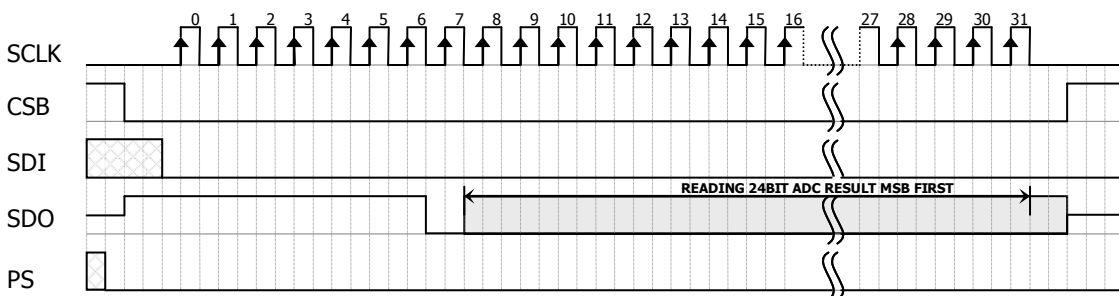 0 1 2 3 4 5 6 7 8 9 10 11 12 13 14 15 16 27 28 29 30 31
SCLK
CSB
SDI
READING 24BIT ADC RESULT MSB FIRST
SDO
PS